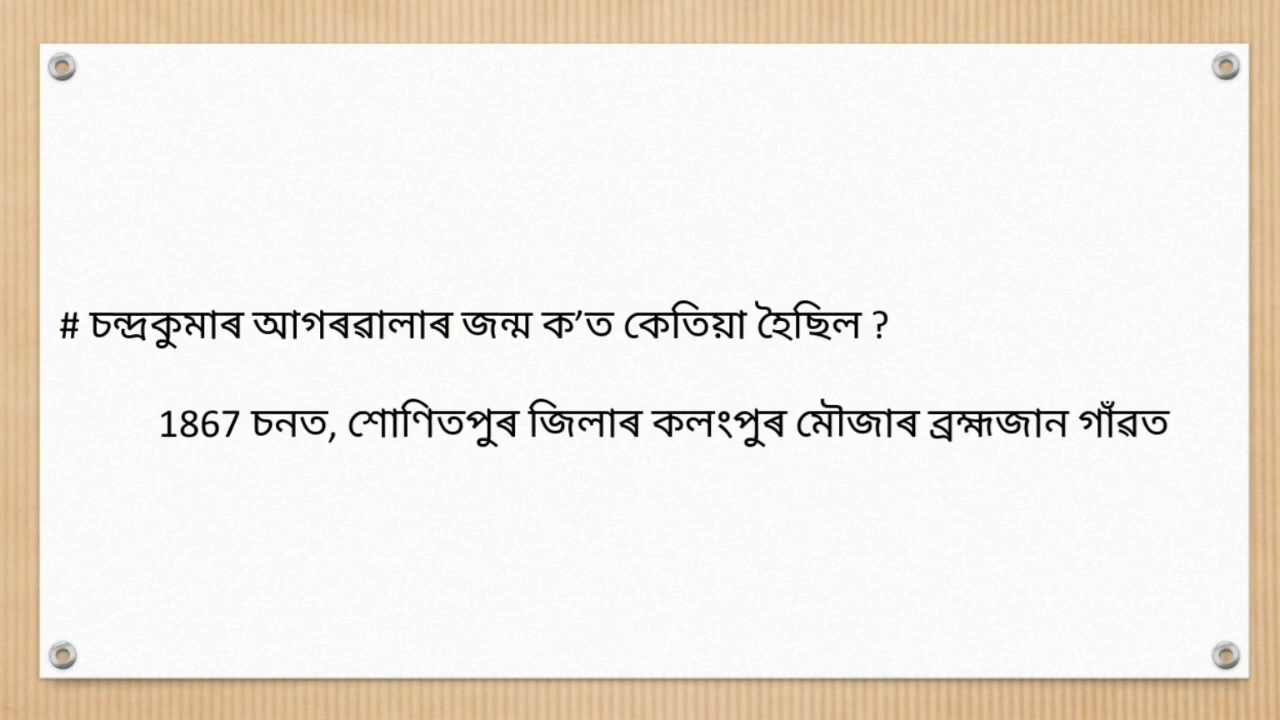 # চন্দ্ৰকুমাৰ আগৰৱালাৰ জন্ম ক’ত কেতিয়া হৈছিল ?
1867 চনত, শোণিতপুৰ জিলাৰ কলংপুৰ মৌজাৰ ব্ৰহ্মজান গাঁৱত